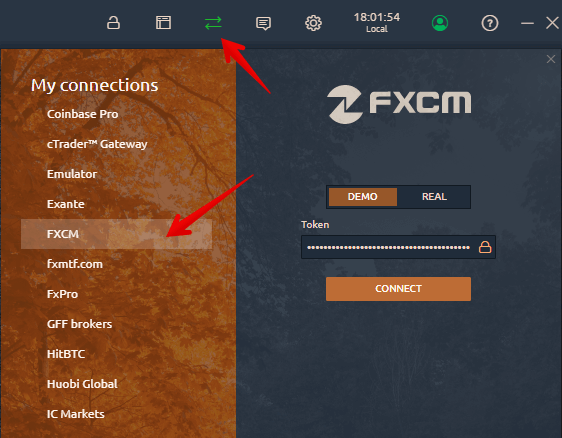 18:01:54
Local
My connections
Coinbase Pro
cTrader™ Gateway
Emulator
Exante
FXCM
fxmtf.com
FxPro
GFF brokers
HitBTC
Huobi Global
IC Markets
FXCM
DEMO REAL
Token
CONNECT